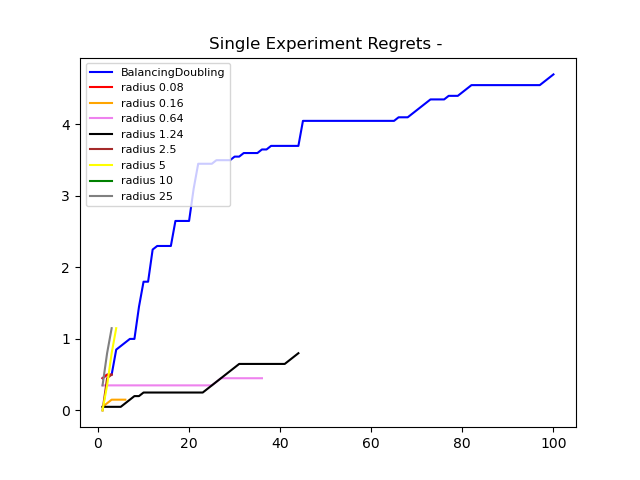 Single Experiment Regrets -
BalancingDoubling
radius 0.08
radius 0.16
radius 0.64
radius 1.24
radius 2.5
radius 5
radius 10
radius 25
4
3
2
1
0
0 20 40 60 80 100